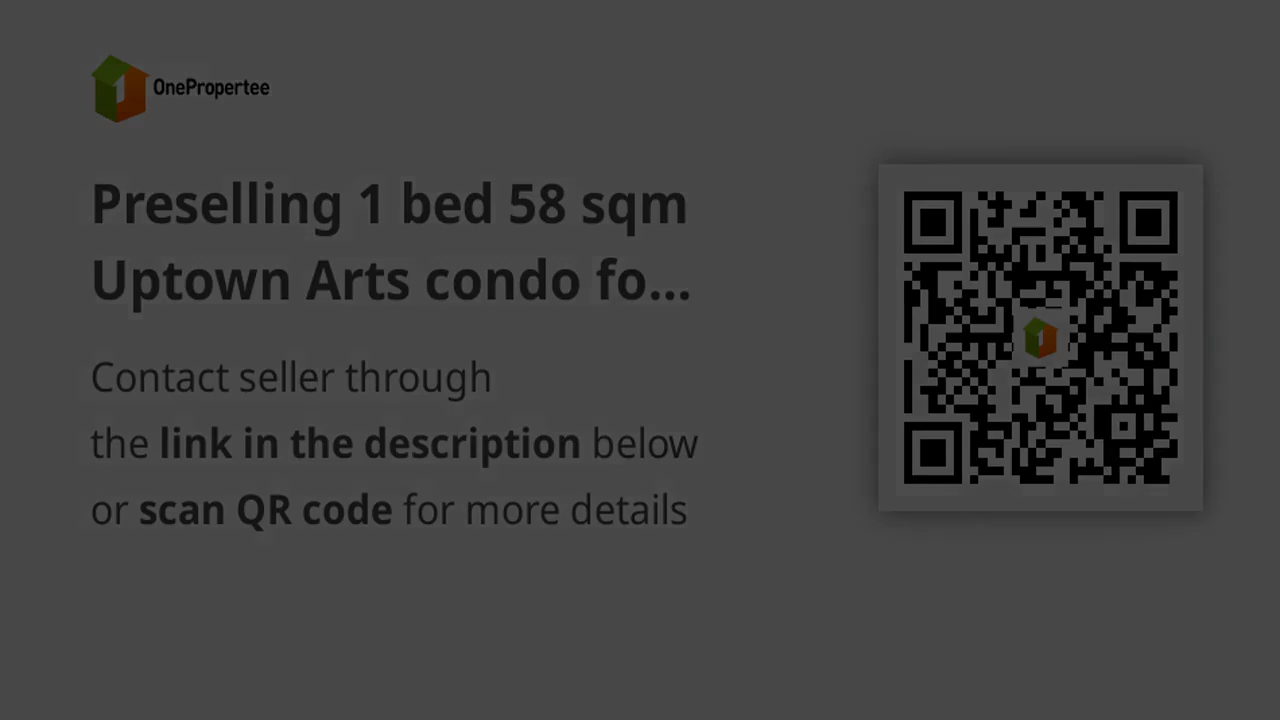 OnePropertee
Preselling 1 bed 58 sqm
Uptown Arts condo fo...
Contact seller through
the link in the description below
or scan QR code for more details